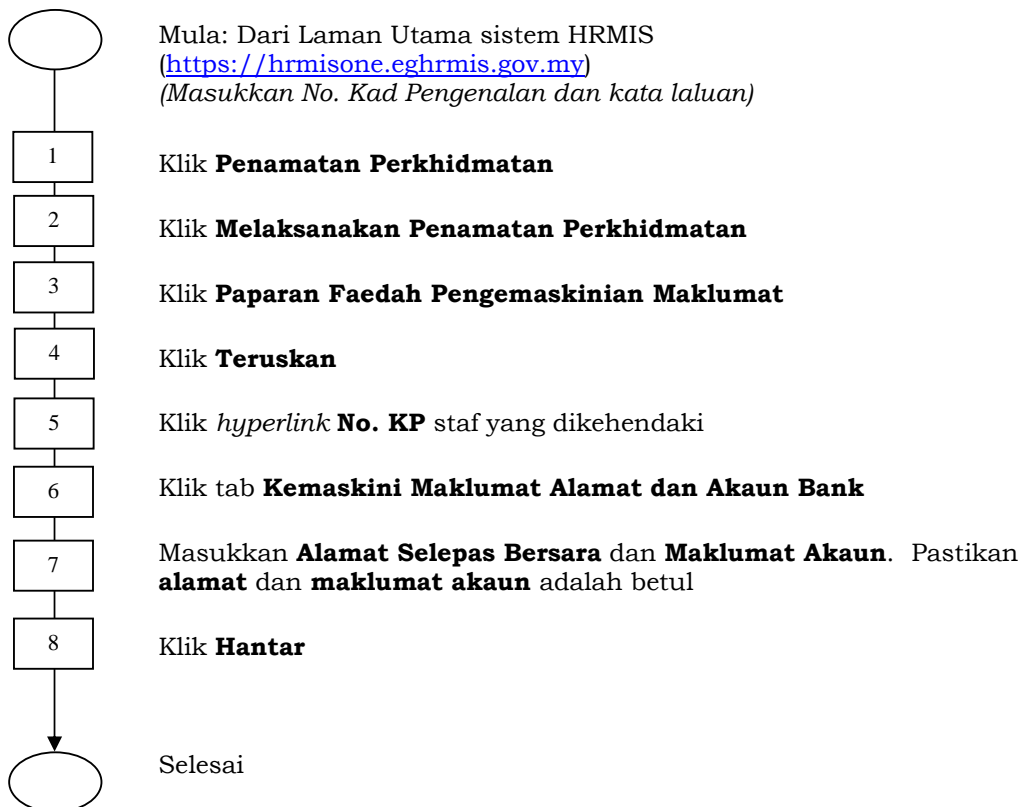 Mula: Dari Laman Utama sistem HRMIS
(https://hrmisone.eghrmis.gov.my)
(Masukkan No. Kad Pengenalan dan kata laluan)
1
Klik Penamatan Perkhidmatan
2
Klik Melaksanakan Penamatan Perkhidmatan
3
Klik Paparan Faedah Pengemaskinian Maklumat
4
Klik Teruskan
5
Klik hyperlink No. KP staf yang dikehendaki
6
Klik tab Kemaskini Maklumat Alamat dan Akaun Bank
7
Masukkan Alamat Selepas Bersara dan Maklumat Akaun. Pastikan
alamat dan maklumat akaun adalah betul
8
Klik Hantar
Selesai